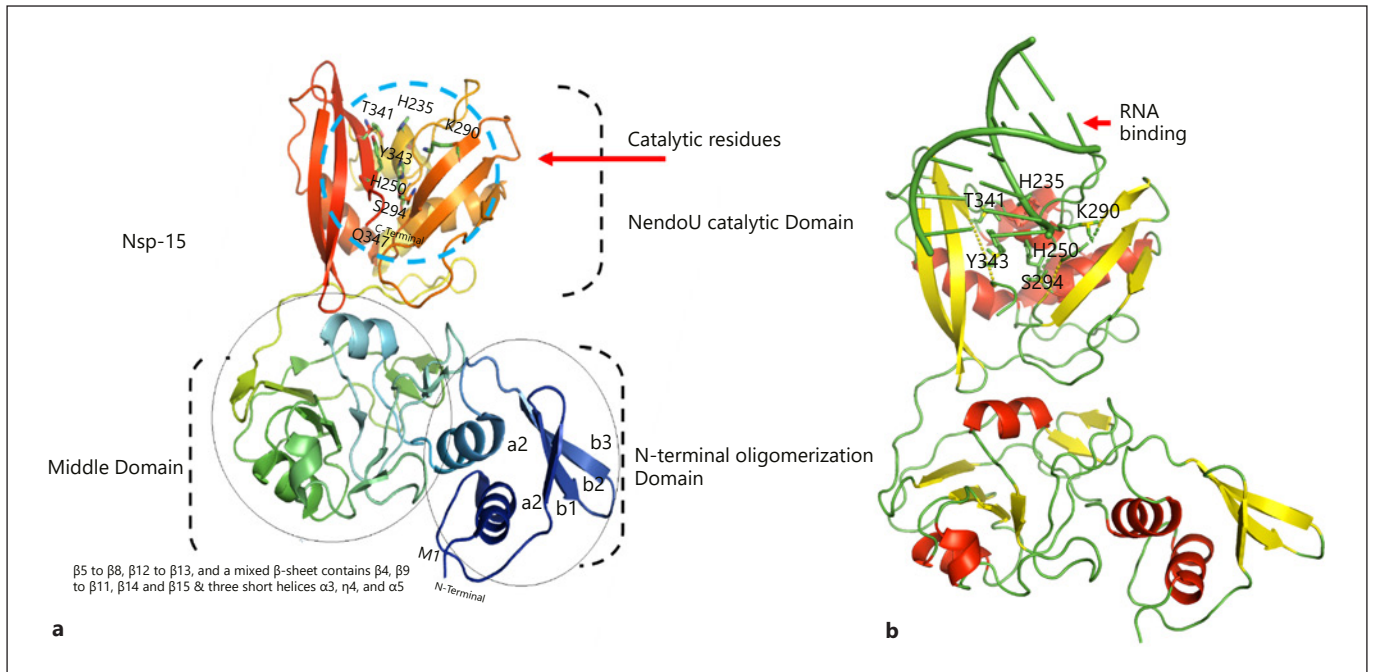 T341
H235
K290
Y343
H250
S294
C-Terminal
Q347
Nsp-15
Catalytic residues
NendoU catalytic Domain
Middle Domain
N-terminal oligomerization
Domain
a2
b3
b2
a2
b1
M1
N-Terminal
β5 to β8, β12 to β13, and a mixed β-sheet contains β4, β9
to β11, β14 and β15 & three short helices α3, η4, and α5
a
RNA
binding
H235
T341
K290
Y343
H250
S294
b